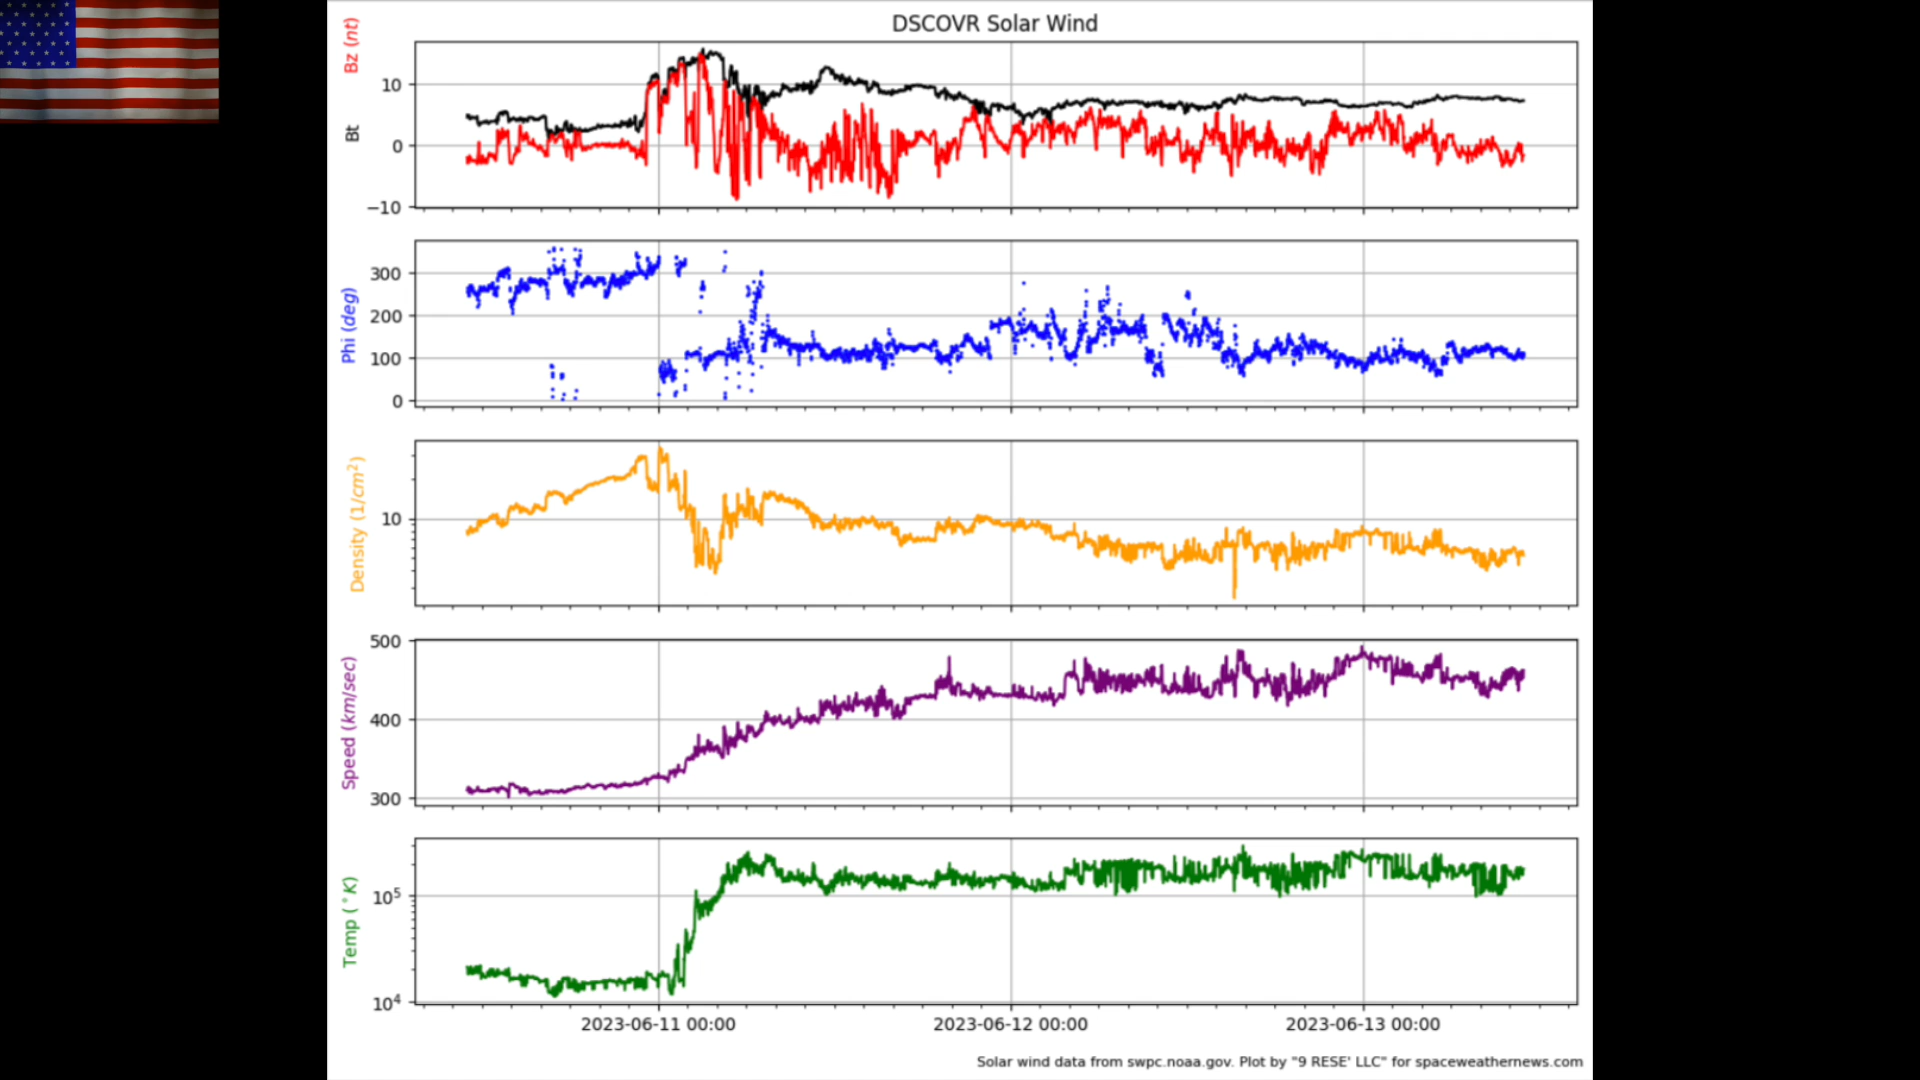 DSCOVR Solar Wind
Bz (nt)
Bt
10
0
−10
Phi (deg)
300
200
100
0
Density (1/cm²)
10
Speed (km/sec)
500
400
300
Temp (°K)
10⁵
10⁴
2023-06-11 00:00
2023-06-12 00:00
2023-06-13 00:00
Solar wind data from swpc.noaa.gov. Plot by "9 RESE' LLC" for spaceweathernews.com